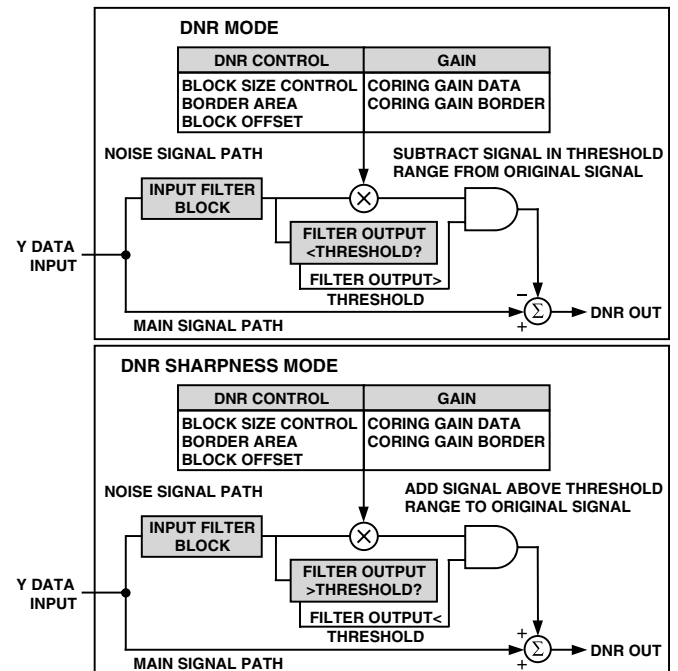 DNR MODE
DNR CONTROL GAIN
BLOCK SIZE CONTROL CORING GAIN DATA
BORDER AREA CORING GAIN BORDER
BLOCK OFFSET
NOISE SIGNAL PATH
SUBTRACT SIGNAL IN THRESHOLD
RANGE FROM ORIGINAL SIGNAL
INPUT FILTER
BLOCK
FILTER OUTPUT
<THRESHOLD?
Y DATA
INPUT
FILTER OUTPUT>
THRESHOLD
–
Σ
+
DNR OUT
MAIN SIGNAL PATH
DNR SHARPNESS MODE
DNR CONTROL GAIN
BLOCK SIZE CONTROL CORING GAIN DATA
BORDER AREA CORING GAIN BORDER
BLOCK OFFSET
NOISE SIGNAL PATH
ADD SIGNAL ABOVE THRESHOLD
RANGE TO ORIGINAL SIGNAL
INPUT FILTER
BLOCK
FILTER OUTPUT
>THRESHOLD?
Y DATA
INPUT
FILTER OUTPUT<
THRESHOLD
+
Σ
+
DNR OUT
MAIN SIGNAL PATH